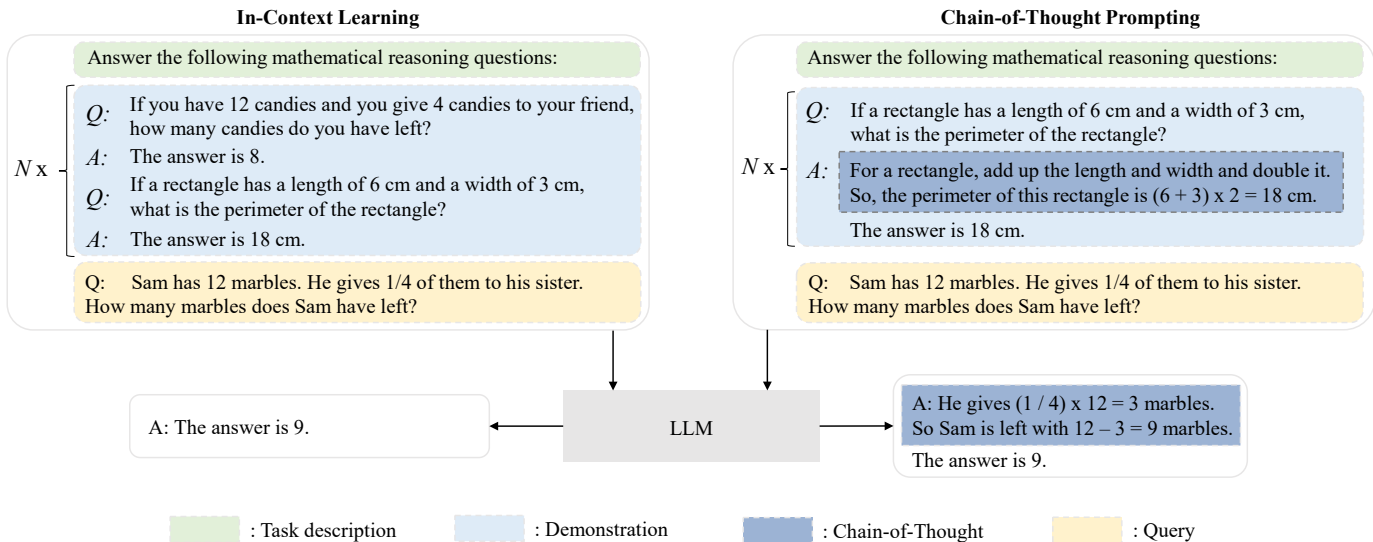 In-Context Learning
Answer the following mathematical reasoning questions:
N x
Q: If you have 12 candies and you give 4 candies to your friend,
how many candies do you have left?
A: The answer is 8.
Q: If a rectangle has a length of 6 cm and a width of 3 cm,
what is the perimeter of the rectangle?
A: The answer is 18 cm.
Q: Sam has 12 marbles. He gives 1/4 of them to his sister.
How many marbles does Sam have left?
Chain-of-Thought Prompting
Answer the following mathematical reasoning questions:
N x
Q: If a rectangle has a length of 6 cm and a width of 3 cm,
what is the perimeter of the rectangle?
A: For a rectangle, add up the length and width and double it.
So, the perimeter of this rectangle is (6 + 3) x 2 = 18 cm.
The answer is 18 cm.
Q: Sam has 12 marbles. He gives 1/4 of them to his sister.
How many marbles does Sam have left?
A: The answer is 9.
LLM
A: He gives (1 / 4) x 12 = 3 marbles.
So Sam is left with 12 – 3 = 9 marbles.
The answer is 9.
: Task description
: Demonstration
: Chain-of-Thought
: Query